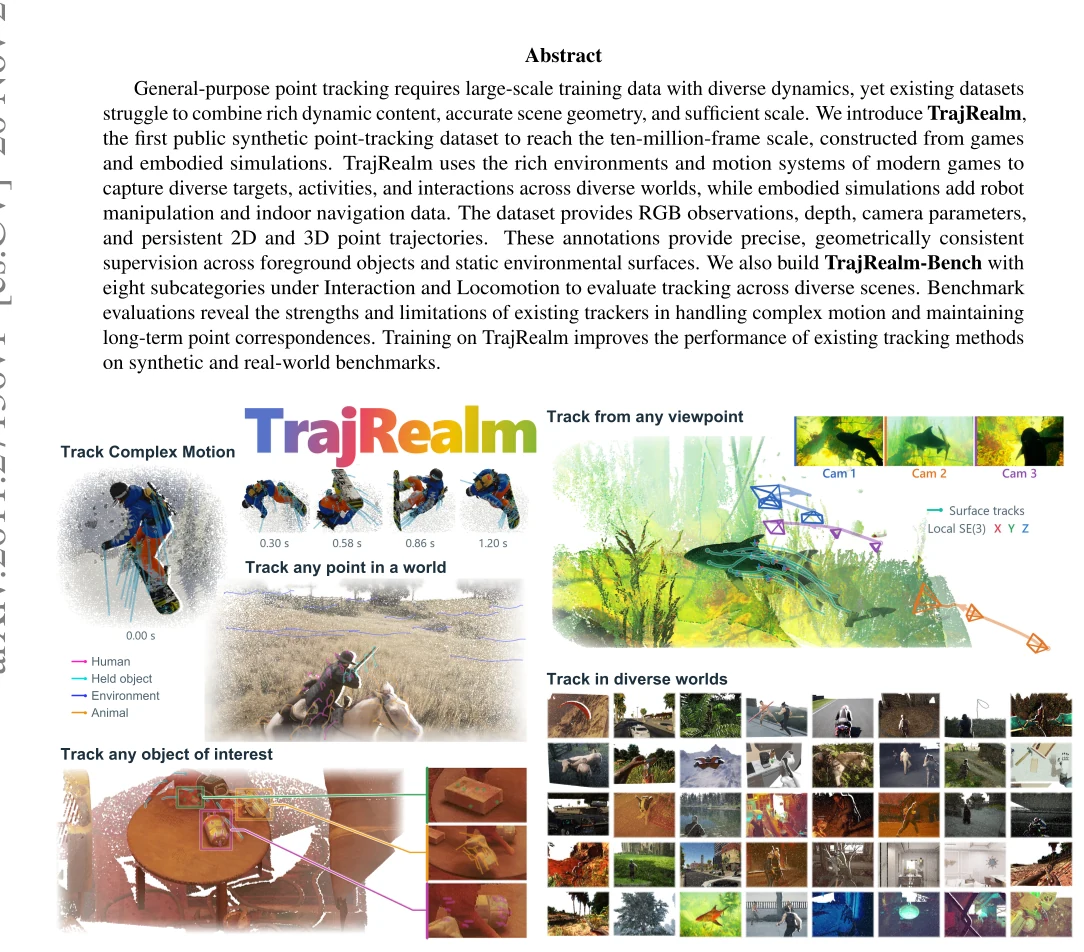 Abstract
General-purpose point tracking requires large-scale training data with diverse dynamics, yet existing datasets
struggle to combine rich dynamic content, accurate scene geometry, and sufficient scale. We introduce TrajRealm,
the first public synthetic point-tracking dataset to reach the ten-million-frame scale, constructed from games
and embodied simulations. TrajRealm uses the rich environments and motion systems of modern games to
capture diverse targets, activities, and interactions across diverse worlds, while embodied simulations add robot
manipulation and indoor navigation data. The dataset provides RGB observations, depth, camera parameters,
and persistent 2D and 3D point trajectories. These annotations provide precise, geometrically consistent
supervision across foreground objects and static environmental surfaces. We also build TrajRealm-Bench with
eight subcategories under Interaction and Locomotion to evaluate tracking across diverse scenes. Benchmark
evaluations reveal the strengths and limitations of existing trackers in handling complex motion and maintaining
long-term point correspondences. Training on TrajRealm improves the performance of existing tracking methods
on synthetic and real-world benchmarks.
TrajRealm
Track Complex Motion
0.00 s
0.30 s 0.58 s 0.86 s 1.20 s
Track any point in a world
Human
Held object
Environment
Animal
Track any object of interest
Track from any viewpoint
Cam 1 Cam 2 Cam 3
Surface tracks
Local SE(3) X Y Z
Track in diverse worlds